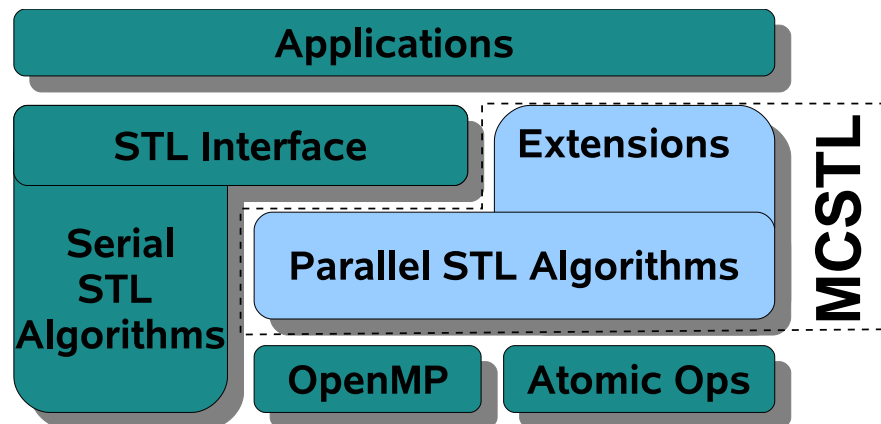 Applications
STL Interface
Extensions
MCSTL
Serial
STL
Algorithms
Parallel STL Algorithms
OpenMP
Atomic Ops